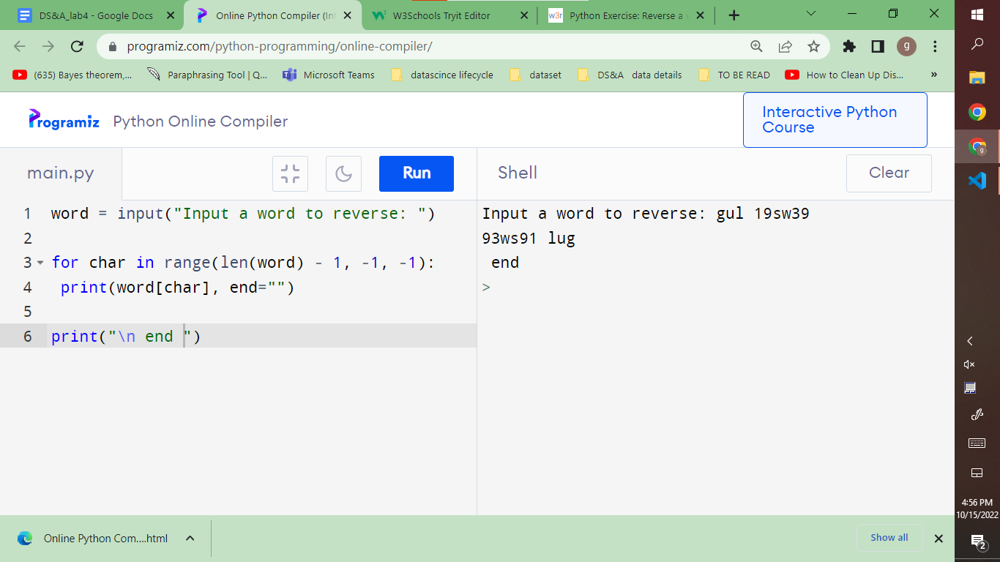 DS&A_lab4 - Google Docs
Online Python Compiler (Int
W3Schools Tryit Editor
w3r Python Exercise: Reverse a w
programiz.com/python-programming/online-compiler/
g
(635) Bayes theorem,...
Paraphrasing Tool | Q...
Microsoft Teams
datascince lifecycle
dataset
DS&A data details
TO BE READ
How to Clean Up Dis...
»
Programiz
Python Online Compiler
Interactive Python
Course
main.py
Run
Shell
Clear
1 word = input("Input a word to reverse: ")
2
3 for char in range(len(word) - 1, -1, -1):
4 print(word[char], end="")
5
6 print("\n end ")
Input a word to reverse: gul 19sw39
93ws91 lug
end
>
4:56 PM
10/15/2022
2
Online Python Com....html
Show all